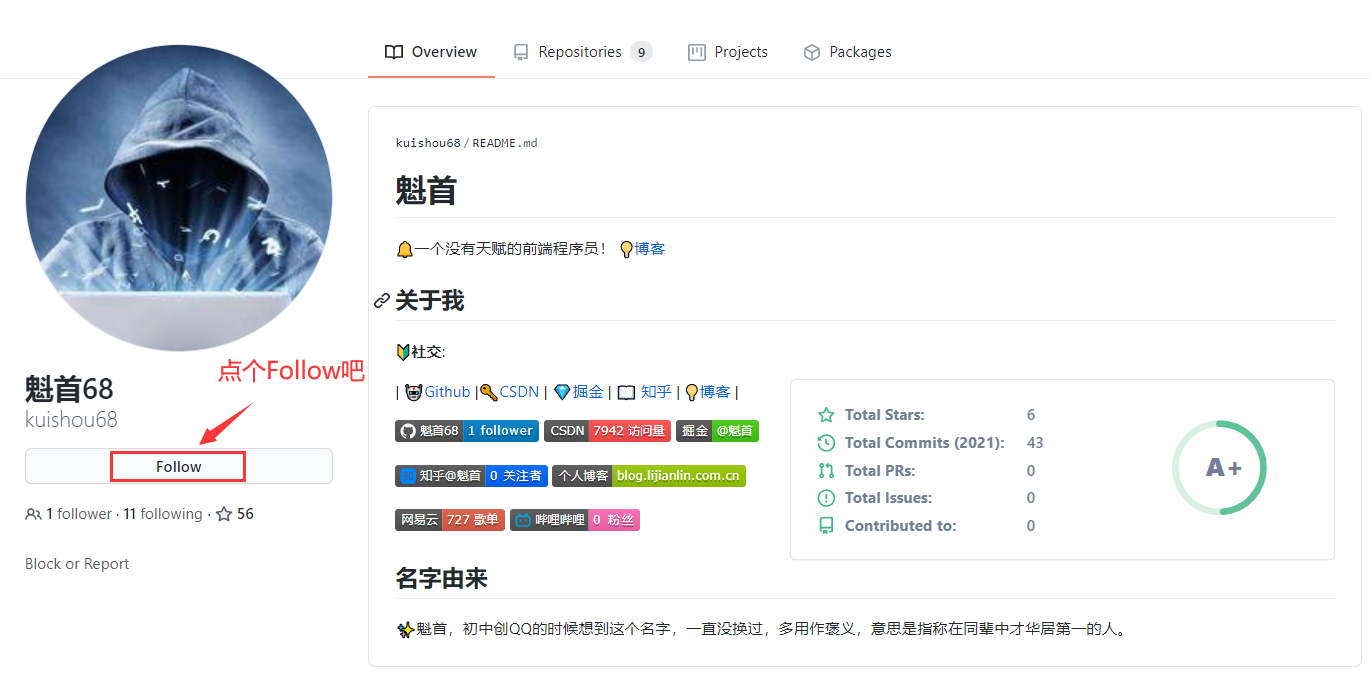 Overview Repositories 9 Projects Packages
kuishou68 / README.md
魁首
一个没有天赋的前端程序员！ 博客
关于我
社交:
| Github | CSDN | 掘金 | 知乎 | 博客 |
魁首68 1 follower CSDN 7942 访问量 掘金 @魁首
知乎@魁首 0 关注者 个人博客 blog.lijianlin.com.cn
网易云 727 歌单 哔哩哔哩 0 粉丝
Total Stars: 6
Total Commits (2021): 43
Total PRs: 0
Total Issues: 0
Contributed to: 0
A+
名字由来
魁首，初中创QQ的时候想到这个名字，一直没换过，多用作褒义，意思是指称在同辈中才华居第一的人。
点个Follow吧
魁首68
kuishou68
Follow
1 follower · 11 following · 56
Block or Report